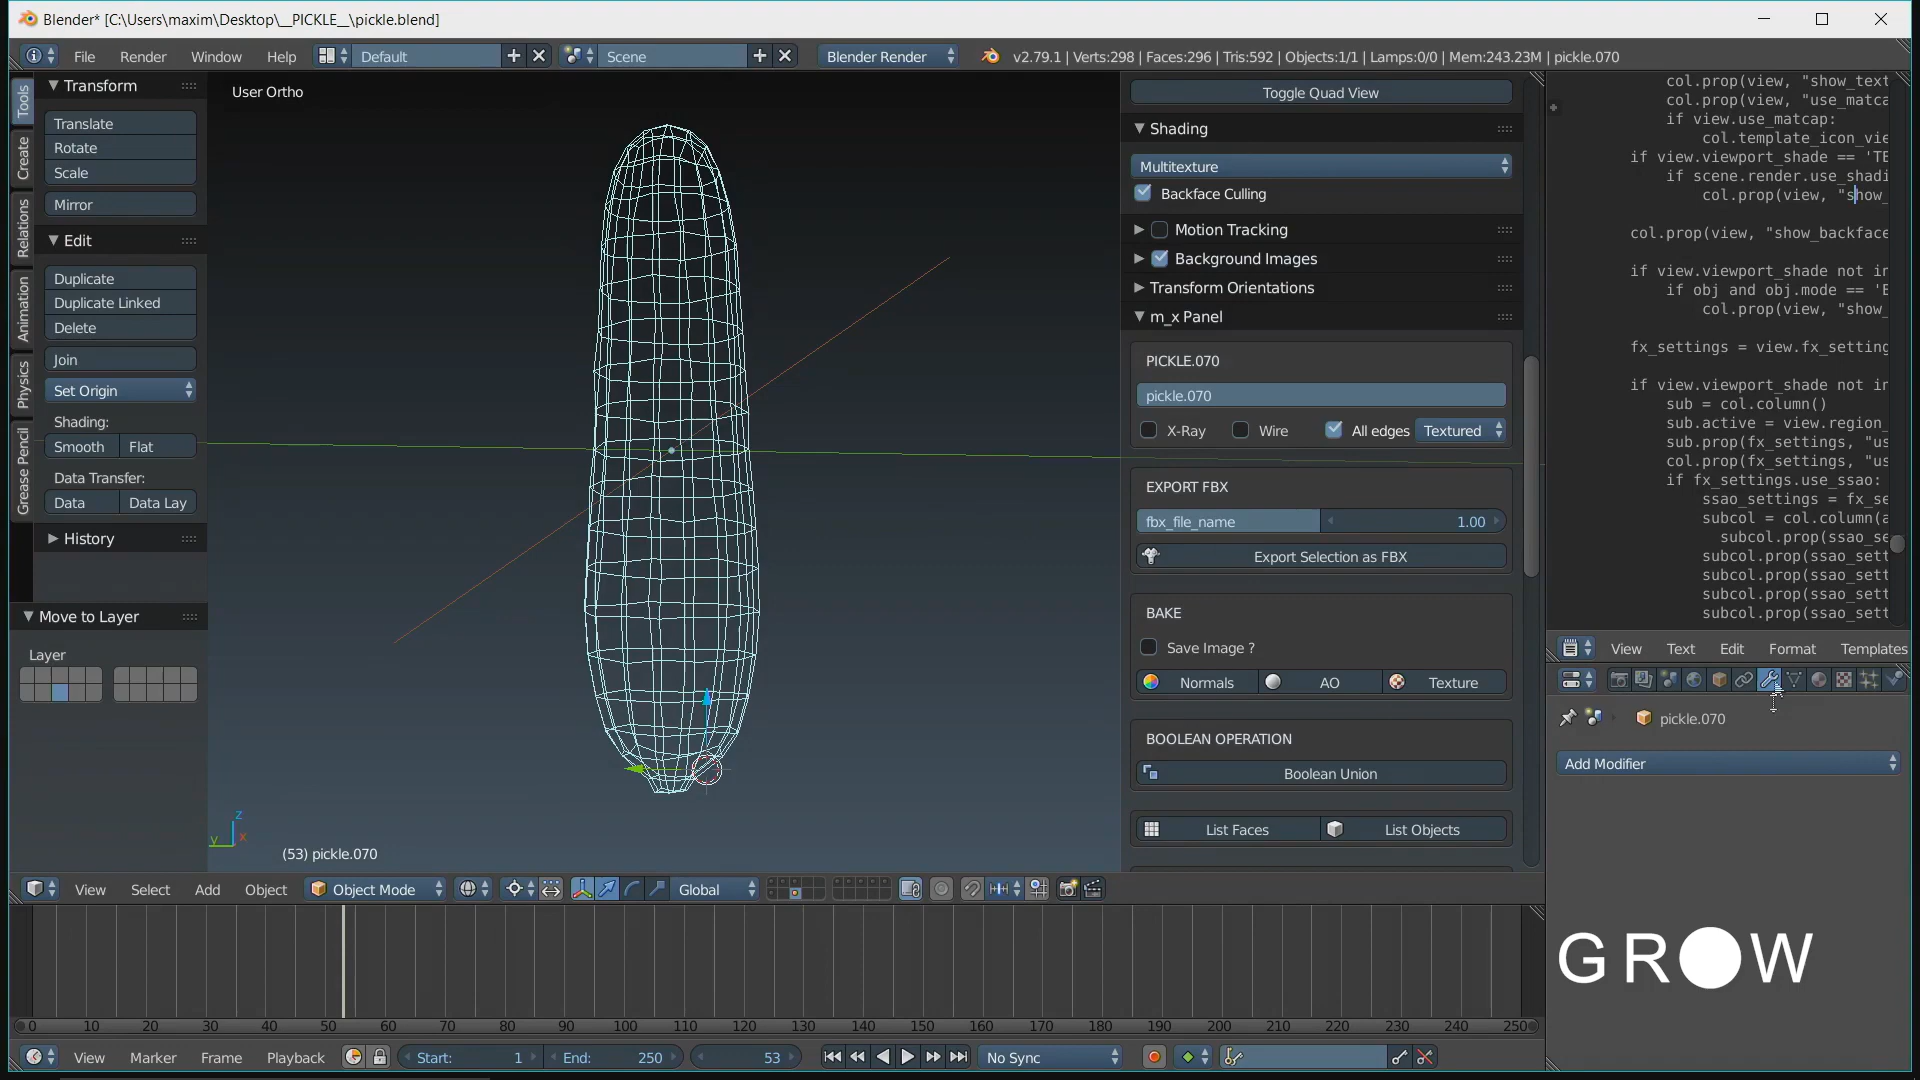 Blender* [C:\Users\maxim\Desktop\__PICKLE__\pickle.blend]
File Render Window Help Default Scene Blender Render v2.79.1 | Verts:298 | Faces:296 | Tris:592 | Objects:1/1 | Lamps:0/0 | Mem:243.23M | pickle.070
Tools
Create
Relations
Animation
Physics
Grease Pencil
Transform
Translate
Rotate
Scale
Mirror
Edit
Duplicate
Duplicate Linked
Delete
Join
Set Origin
Shading:
Smooth Flat
Data Transfer:
Data Data Lay
History
Move to Layer
Layer
User Ortho
z
y x
(53) pickle.070
Toggle Quad View
Shading
Multitexture
Backface Culling
Motion Tracking
Background Images
Transform Orientations
m_x Panel
PICKLE.070
pickle.070
X-Ray Wire All edges Textured
EXPORT FBX
fbx_file_name 1.00
Export Selection as FBX
BAKE
Save Image ?
Normals AO Texture
BOOLEAN OPERATION
Boolean Union
List Faces List Objects
col.prop(view, "show_text
col.prop(view, "use_matca
if view.use_matcap:
col.template_icon_vie
if view.viewport_shade == 'TE
if scene.render.use_shadi
col.prop(view, "show_
col.prop(view, "show_backface
if view.viewport_shade not in
if obj and obj.mode == 'E
col.prop(view, "show_
fx_settings = view.fx_setting
if view.viewport_shade not in
sub = col.column()
sub.active = view.region_
sub.prop(fx_settings, "us
col.prop(fx_settings, "us
if fx_settings.use_ssao:
ssao_settings = fx_se
subcol = col.column(a
subcol.prop(ssao_se
subcol.prop(ssao_sett
subcol.prop(ssao_sett
subcol.prop(ssao_sett
subcol.prop(ssao_sett
View Text Edit Format Templates
pickle.070
Add Modifier
GROW
View Select Add Object Object Mode Global
0 10 20 30 40 50 60 70 80 90 100 110 120 130 140 150 160 170 180 190 200 210 220 230 240 250
View Marker Frame Playback Start: 1 End: 250 53 No Sync